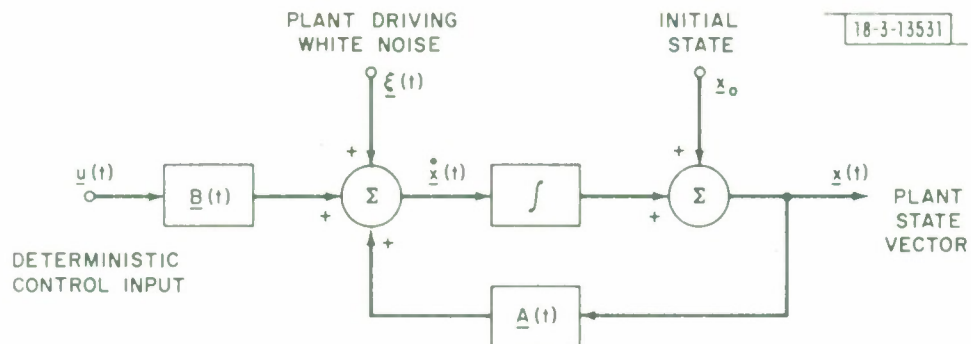 PLANT DRIVING
WHITE NOISE
INITIAL
STATE
18-3-13531
ξ(t)
x₀
+
+
u(t)
B(t)
Σ
ẋ(t)
∫
Σ
x(t)
+
+
+
PLANT
STATE
VECTOR
DETERMINISTIC
CONTROL INPUT
A(t)